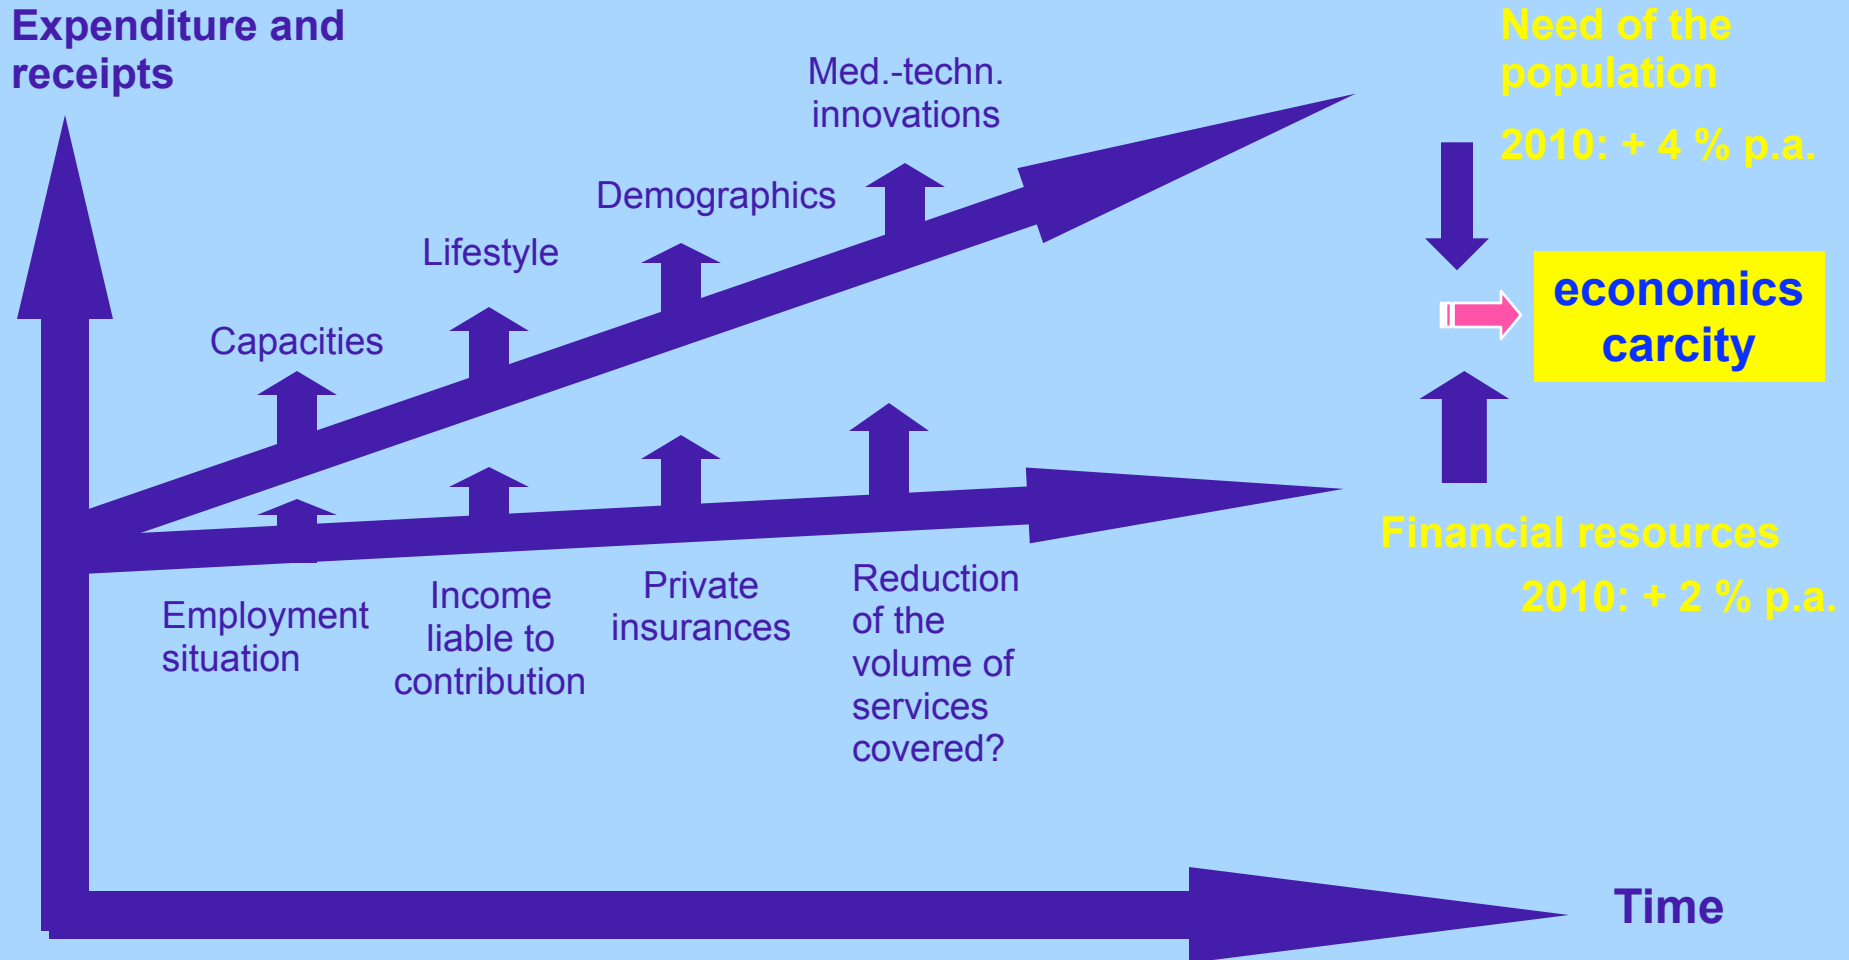 Expenditure and
receipts
Need of the
population
2010: + 4 % p.a.
Med.-techn.
innovations
Demographics
Lifestyle
Capacities
economics
carcity
Financial resources
2010: + 2 % p.a.
Employment
situation
Income
liable to
contribution
Private
insurances
Reduction
of the
volume of
services
covered?
Time